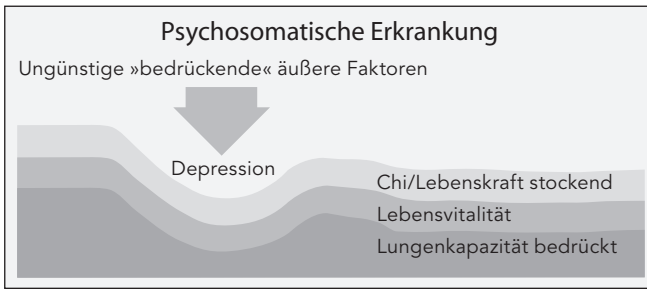 Psychosomatische Erkrankung
Ungünstige »bedrückende« äußere Faktoren
Depression
Chi/Lebenskraft stockend
Lebensvitalität
Lungenkapazität bedrückt